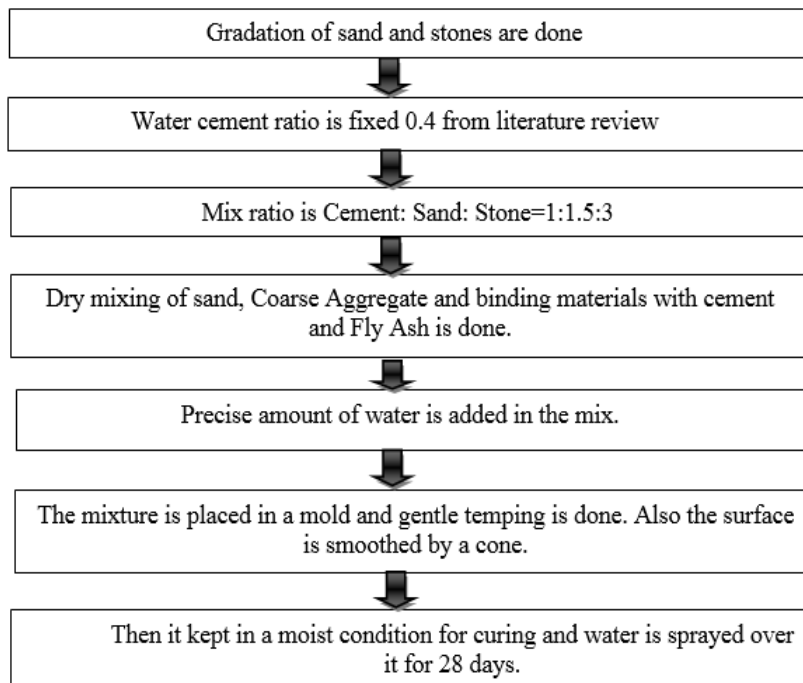 Gradation of sand and stones are done
Water cement ratio is fixed 0.4 from literature review
Mix ratio is Cement: Sand: Stone=1:1.5:3
Dry mixing of sand, Coarse Aggregate and binding materials with cement
and Fly Ash is done.
Precise amount of water is added in the mix.
The mixture is placed in a mold and gentle temping is done. Also the surface
is smoothed by a cone.
Then it kept in a moist condition for curing and water is sprayed over
it for 28 days.